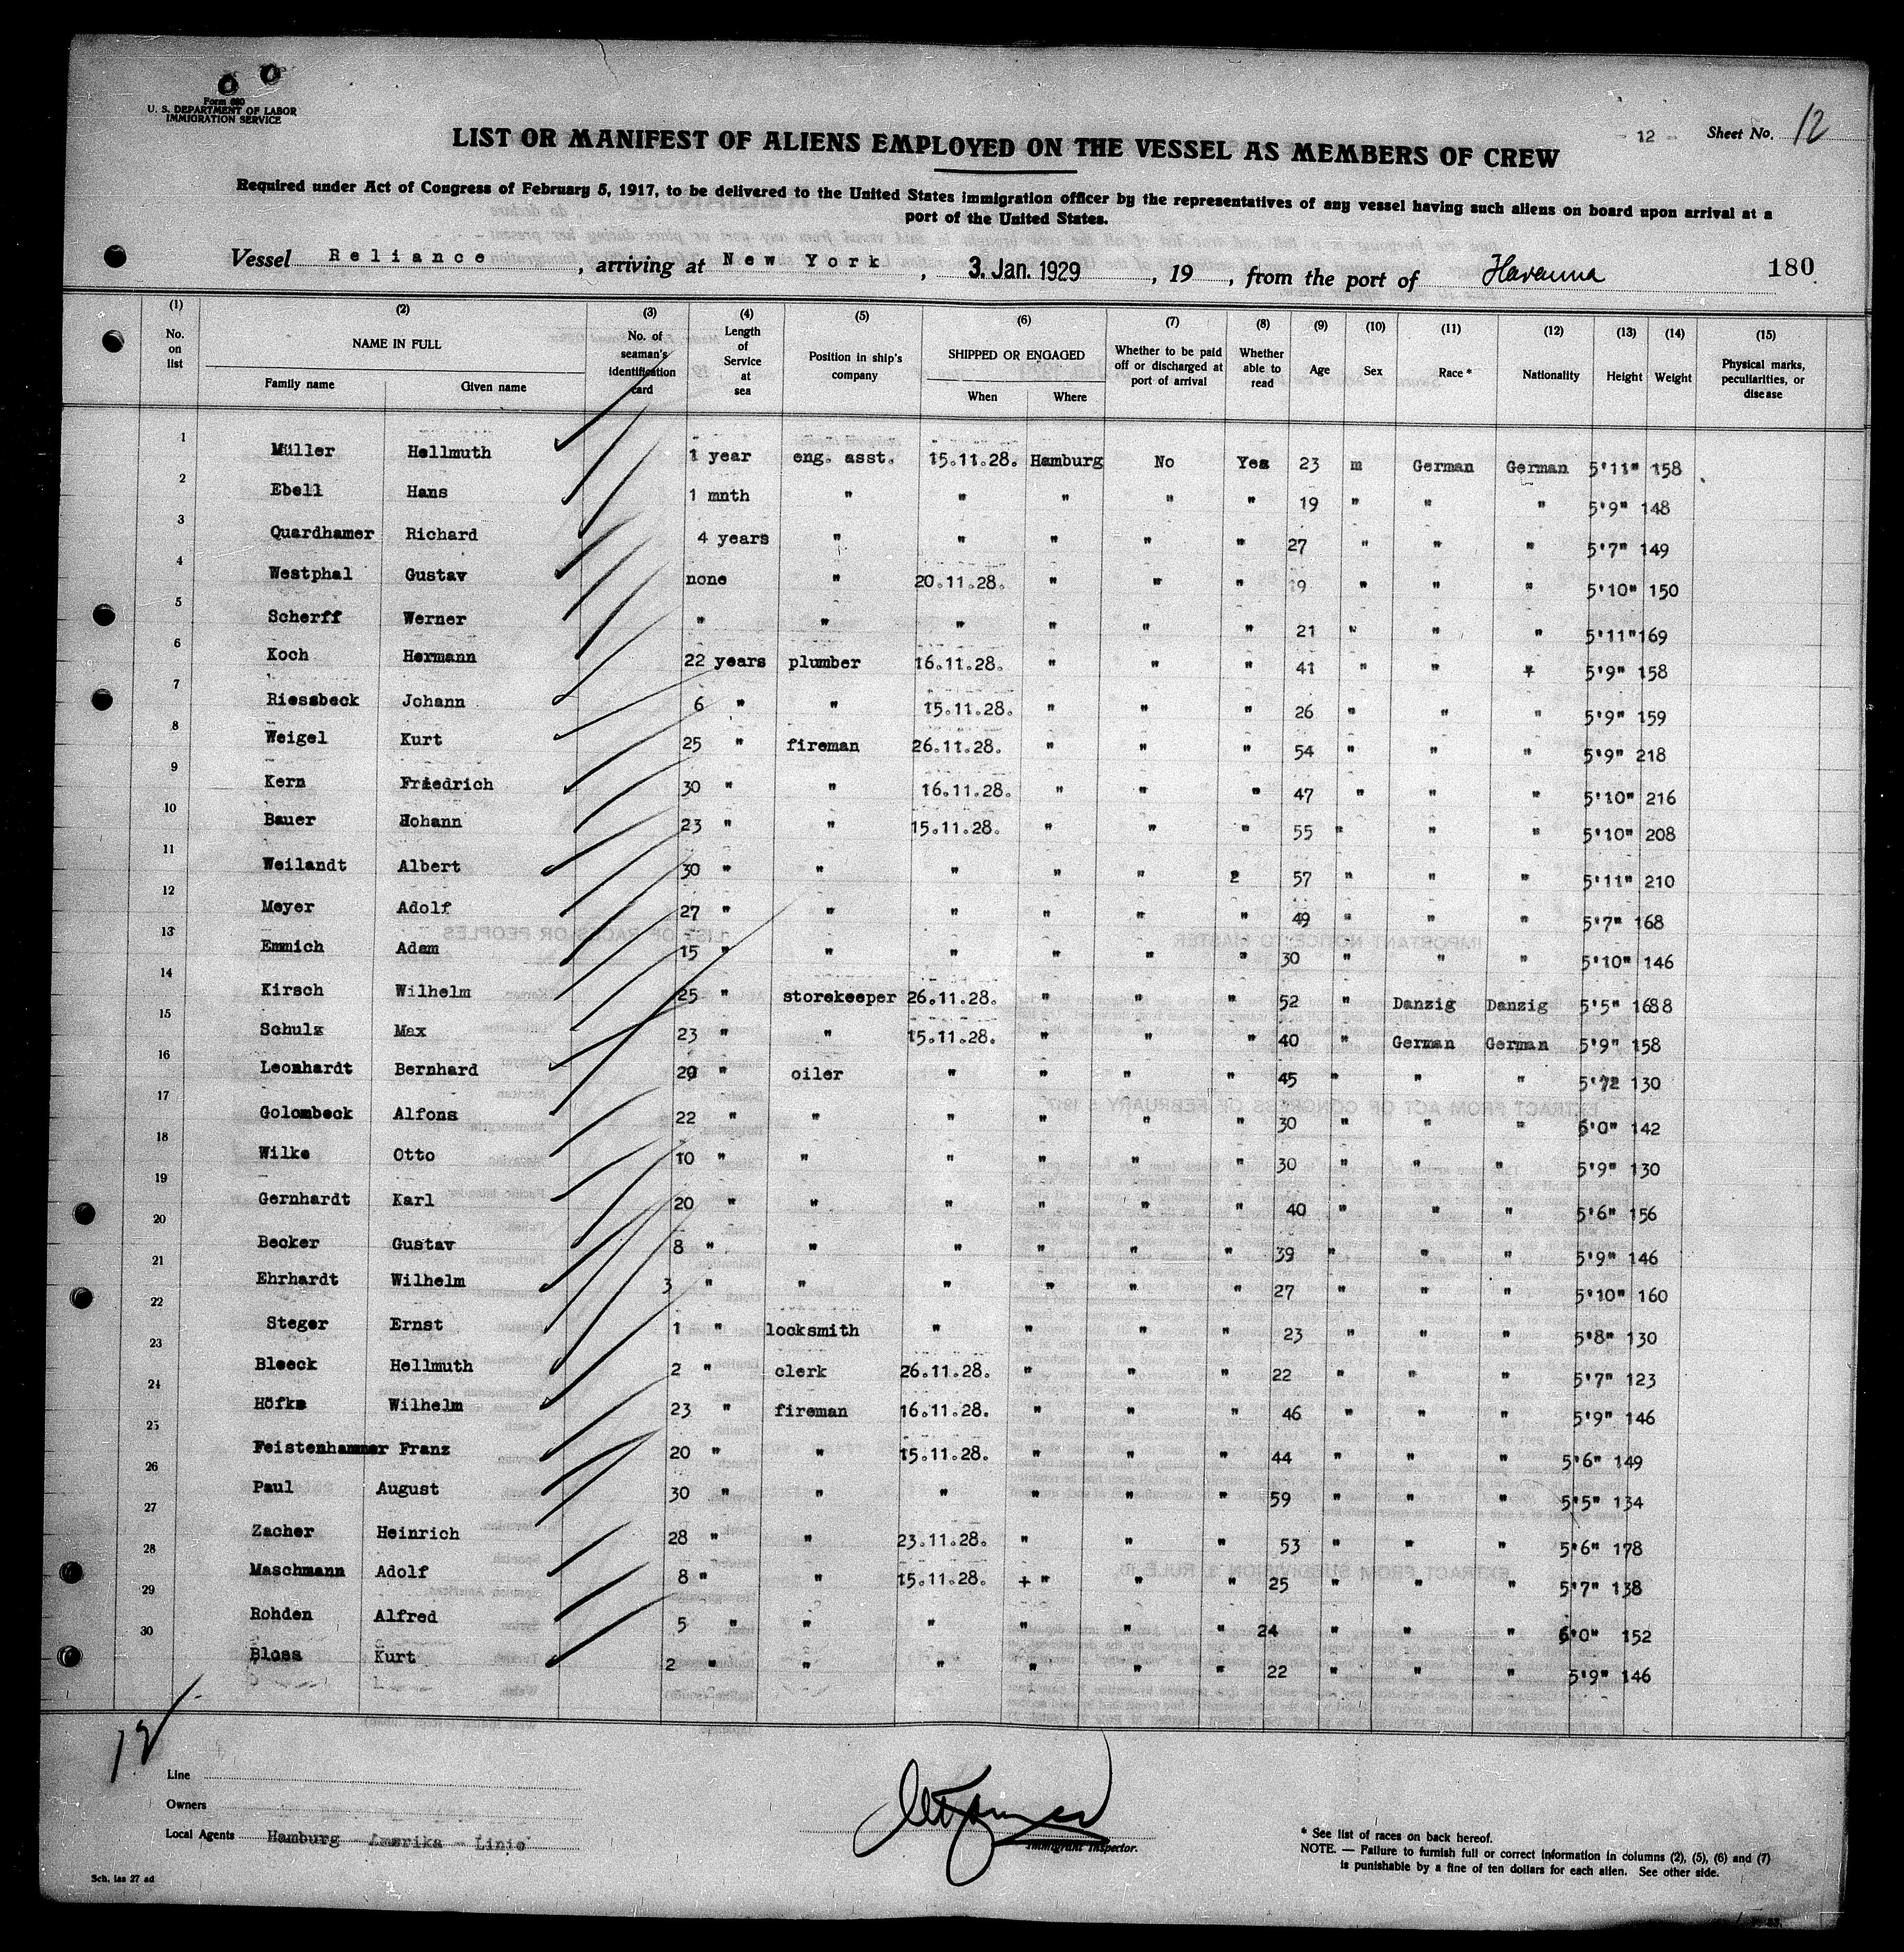 Form 680
U. S. DEPARTMENT OF LABOR
IMMIGRATION SERVICE
LIST OR MANIFEST OF ALIENS EMPLOYED ON THE VESSEL AS MEMBERS OF CREW
- 12 - Sheet No. 12
Required under Act of Congress of February 5, 1917, to be delivered to the United States immigration officer by the representatives of any vessel having such aliens on board upon arrival at a
port of the United States.
Vessel Reliance, arriving at New York, 3. Jan. 1929, 19, from the port of Havanna 180
(1) (2) (3) (4) (5) (6) (7) (8) (9) (10) (11) (12) (13) (14) (15)
No. on list NAME IN FULL Family name Given name No. of seaman's identification card Length of Service at sea Position in ship's company SHIPPED OR ENGAGED When Where Whether to be paid off or discharged at port of arrival Whether able to read Age Sex Race * Nationality Height Weight Physical marks, peculiarities, or disease
1 Müller Hellmuth 1 year eng. asst. 15.11.28. Hamburg No Yes 23 m German German 5'11" 158
2 Ebell Hans 1 mnth " " " " " 19 " " " 5'9" 148
3 Quardhamer Richard 4 years " " " " " 27 " " " 5'7" 149
4 Westphal Gustav none " 20.11.28. " " " 19 " " " 5'10" 150
5 Scherff Werner " " " " " " 21 " " " 5'11" 169
6 Koch Hermann 22 years plumber 16.11.28. " " " 41 " " " 5'9" 158
7 Riessbeck Johann 6 " " 15.11.28. " " " 26 " " " 5'9" 159
8 Weigel Kurt 25 " fireman 26.11.28. " " " 54 " " " 5'9" 218
9 Kern Friedrich 30 " " 16.11.28. " " " 47 " " " 5'10" 216
10 Bauer Hohann 23 " " 15.11.28. " " " 55 " " " 5'10" 208
11 Weilandt Albert 30 " " " " " 2 57 " " " 5'11" 210
12 Meyer Adolf 27 " " " " " " 49 " " " 5'7" 168
13 Emmich Adam 15 " " " " " " 30 " " " 5'10" 146
14 Kirsch Wilhelm 25 " storekeeper 26.11.28. " " " 52 " Danzig Danzig 5'5" 1688
15 Schulz Max 23 " " 15.11.28. " " " 40 " German German 5'9" 158
16 Leonhardt Bernhard 29 " oiler " " " " 45 " " " 130
17 Golombeck Alfons 22 " " " " " " 30 " " " 6'0" 142
18 Wilke Otto 10 " " " " " " 30 " " " 5'9" 130
19 Gernhardt Karl 20 " " " " " " 40 " " " 5'6" 156
20 Becker Gustav 8 " " " " " " 39 " " " 5'9" 146
21 Ehrhardt Wilhelm 3 " " " " " " 27 " " " 5'10" 160
22 Steger Ernst 1 " locksmith " " " " 23 " " " 5'8" 130
23 Bleeck Hellmuth 2 " clerk 26.11.28. " " " 22 " " " 5'7" 123
24 Höfke Wilhelm 23 " fireman 16.11.28. " " " 46 " " " 5'9" 146
25 Feistenhammer Franz 20 " " 15.11.28. " " " 44 " " " 5'6" 149
26 Paul August 30 " " " " " " 59 " " " 5'5" 134
27 Zacher Heinrich 28 " " 23.11.28. " " " 53 " " " 5'6" 178
28 Maschmann Adolf 8 " " 15.11.28. + " " " 25 " " " 5'7" 138
29 Rohden Alfred 5 " " " " " " 24 " " " 6'0" 152
30 Bloss Kurt 2 " " " " " " 22 " " " 5'9" 146
Line
Owners
Local Agents Hamburg - Amerika - Linie
Immigrant Inspector.
* See list of races on back hereof.
NOTE. — Failure to furnish full or correct information in columns (2), (5), (6) and (7)
is punishable by a fine of ten dollars for each alien. See other side.
Sch. las 27 ad